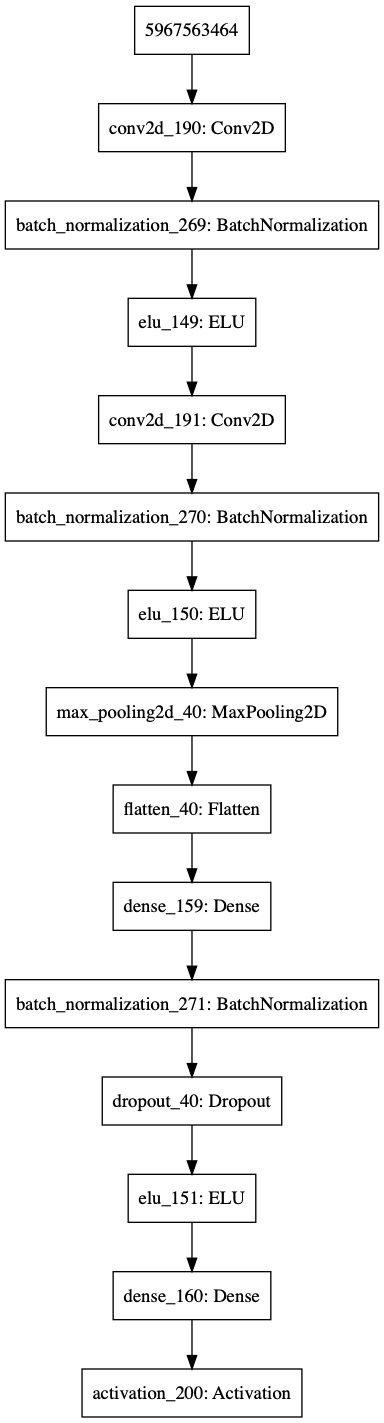 5967563464
conv2d_190: Conv2D
batch_normalization_269: BatchNormalization
elu_149: ELU
conv2d_191: Conv2D
batch_normalization_270: BatchNormalization
elu_150: ELU
max_pooling2d_40: MaxPooling2D
flatten_40: Flatten
dense_159: Dense
batch_normalization_271: BatchNormalization
dropout_40: Dropout
elu_151: ELU
dense_160: Dense
activation_200: Activation